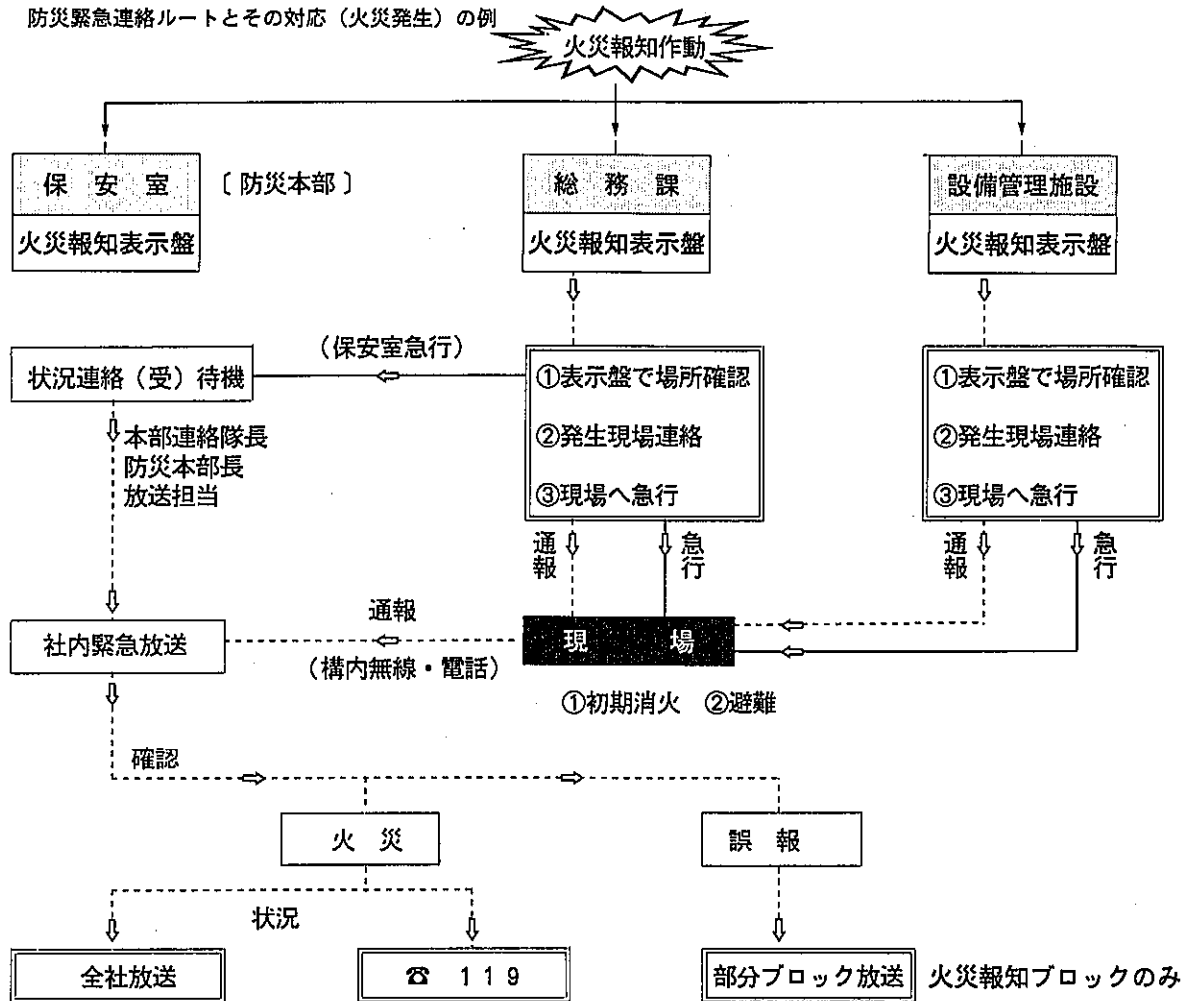 防災緊急連絡ルートとその対応（火災発生）の例
火災報知作動
保安室
〔防災本部〕
総務課
設備管理施設
火災報知表示盤
火災報知表示盤
火災報知表示盤
（保安室急行）
状況連絡（受）待機
①表示盤で場所確認
②発生現場連絡
③現場へ急行
①表示盤で場所確認
②発生現場連絡
③現場へ急行
本部連絡隊長
防災本部長
放送担当
通報
急行
通報
急行
社内緊急放送
通報
（構内無線・電話）
現場
①初期消火 ②避難
確認
火災
誤報
状況
全社放送
☎ 119
部分ブロック放送
火災報知ブロックのみ